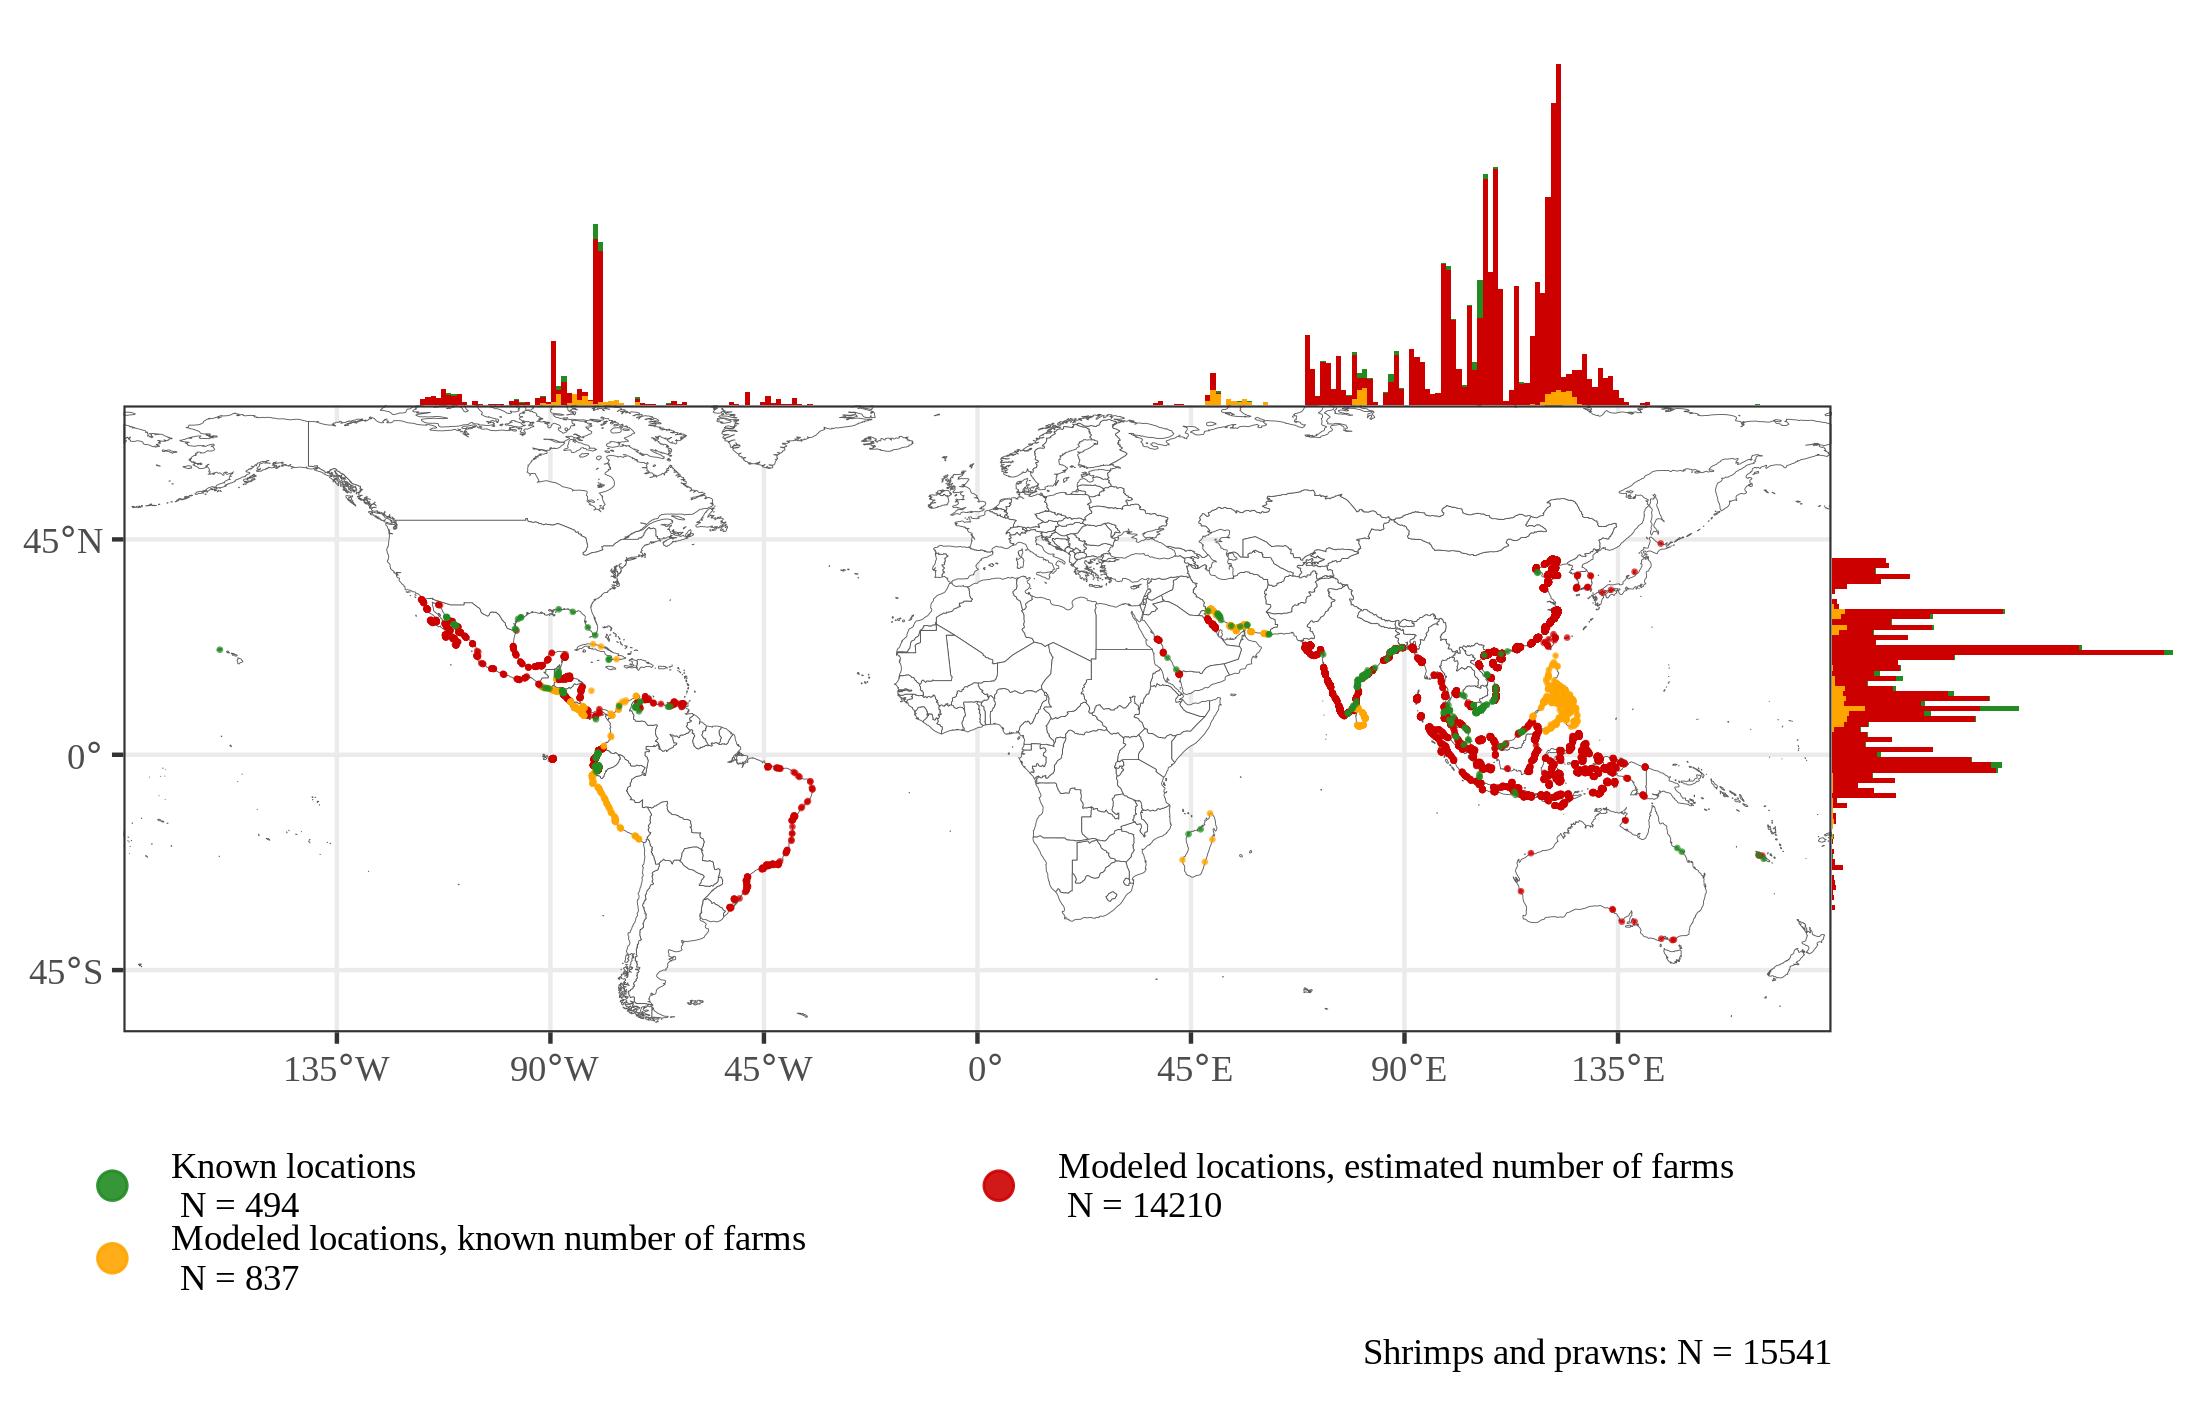 45°N
0°
45°S
135°W
90°W
45°W
0°
45°E
90°E
135°E
Known locations
N = 494
Modeled locations, known number of farms
N = 837
Modeled locations, estimated number of farms
N = 14210
Shrimps and prawns: N = 15541